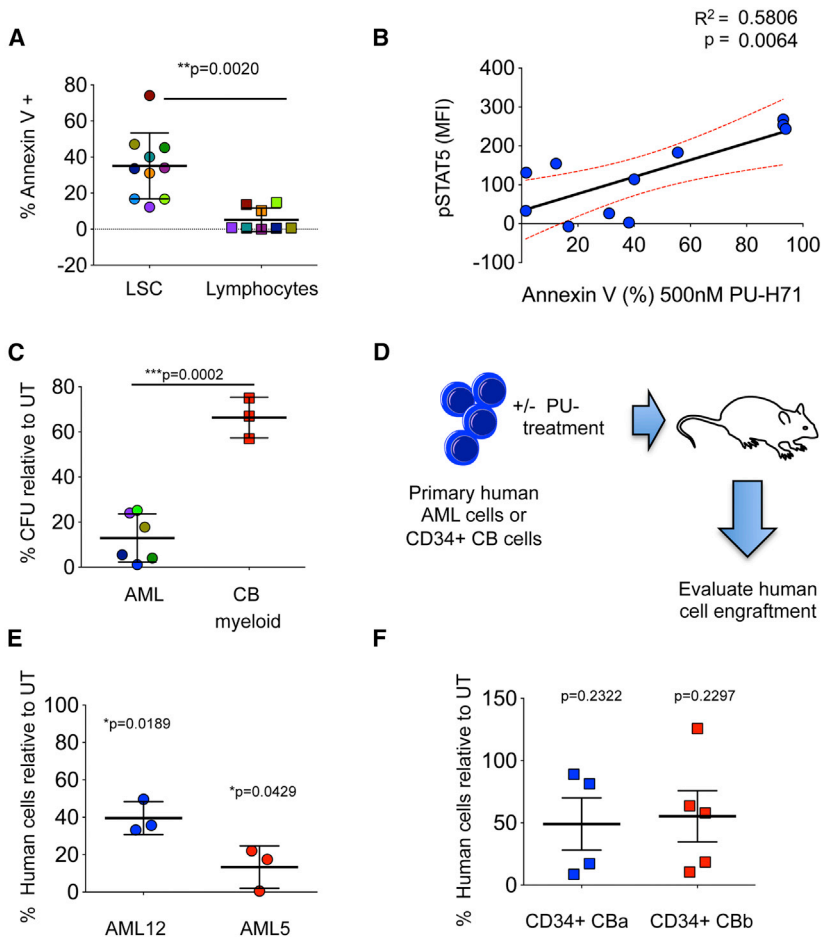 A
**p=0.0020
% Annexin V +
80
60
40
20
0
-20
LSC
Lymphocytes
B
R2 = 0.5806
p = 0.0064
pSTAT5 (MFI)
400
300
200
100
0
-100
20
40
60
80
100
Annexin V (%) 500nM PU-H71
C
***p=0.0002
% CFU relative to UT
80
60
40
20
0
AML
CB
myeloid
D
+/- PU-
treatment
Primary human
AML cells or
CD34+ CB cells
Evaluate human
cell engraftment
E
% Human cells relative to UT
100
80
60
40
20
0
*p=0.0189
*p=0.0429
AML12
AML5
F
% Human cells relative to UT
150
100
50
0
p=0.2322
p=0.2297
CD34+ CBa
CD34+ CBb